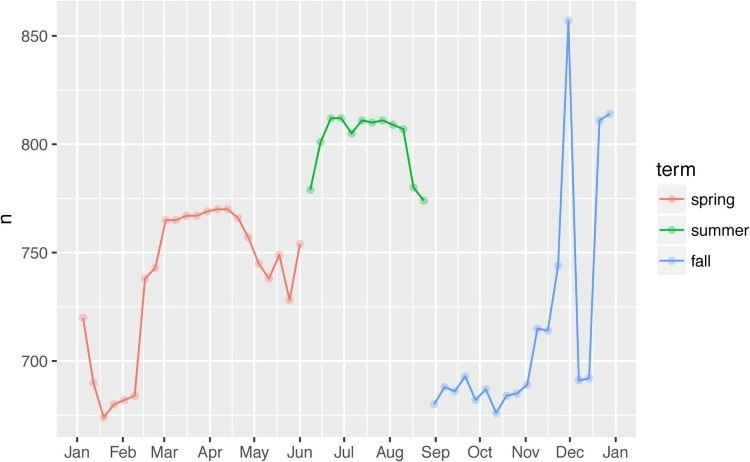 850
800
750
700
n
Jan Feb Mar Apr May Jun Jul Aug Sep Oct Nov Dec Jan
term
spring
summer
fall